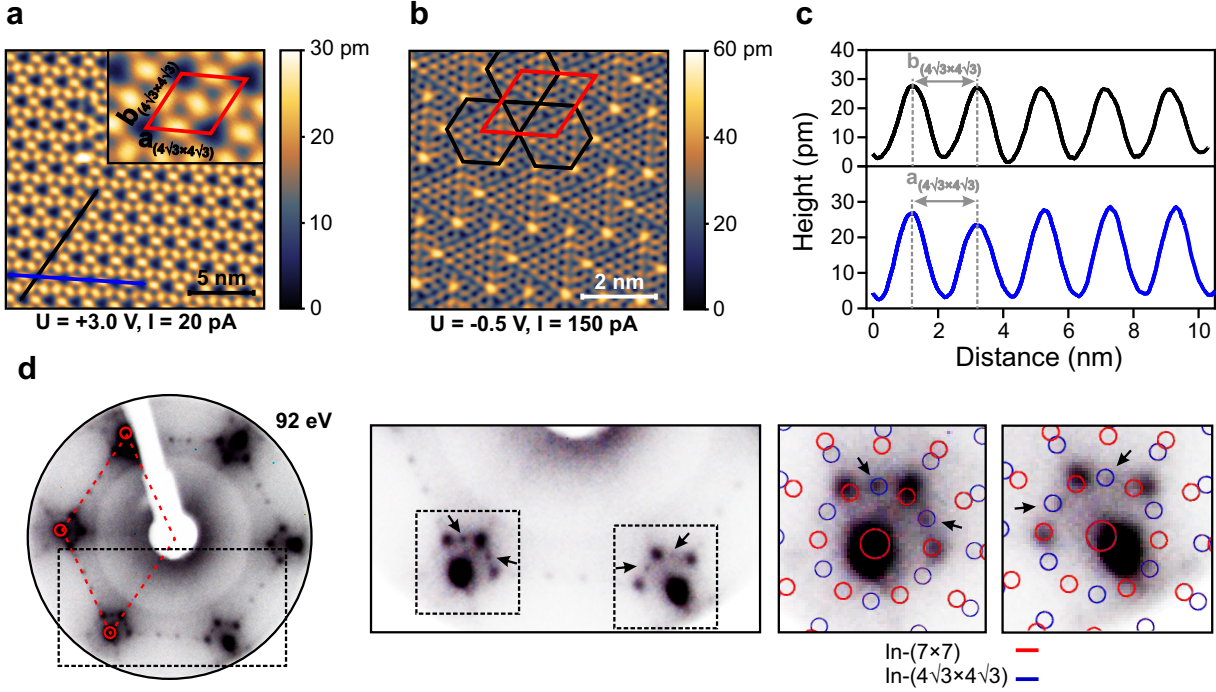 a
30 pm
20
10
0
b(4√3×4√3)
a(4√3×4√3)
5 nm
U = +3.0 V, I = 20 pA
b
60 pm
40
20
0
2 nm
U = -0.5 V, I = 150 pA
c
Height (pm)
40
30
20
10
0
b(4√3×4√3)
30
20
10
0
a(4√3×4√3)
0 2 4 6 8 10
Distance (nm)
d
92 eV
In-(7×7)
In-(4√3×4√3)